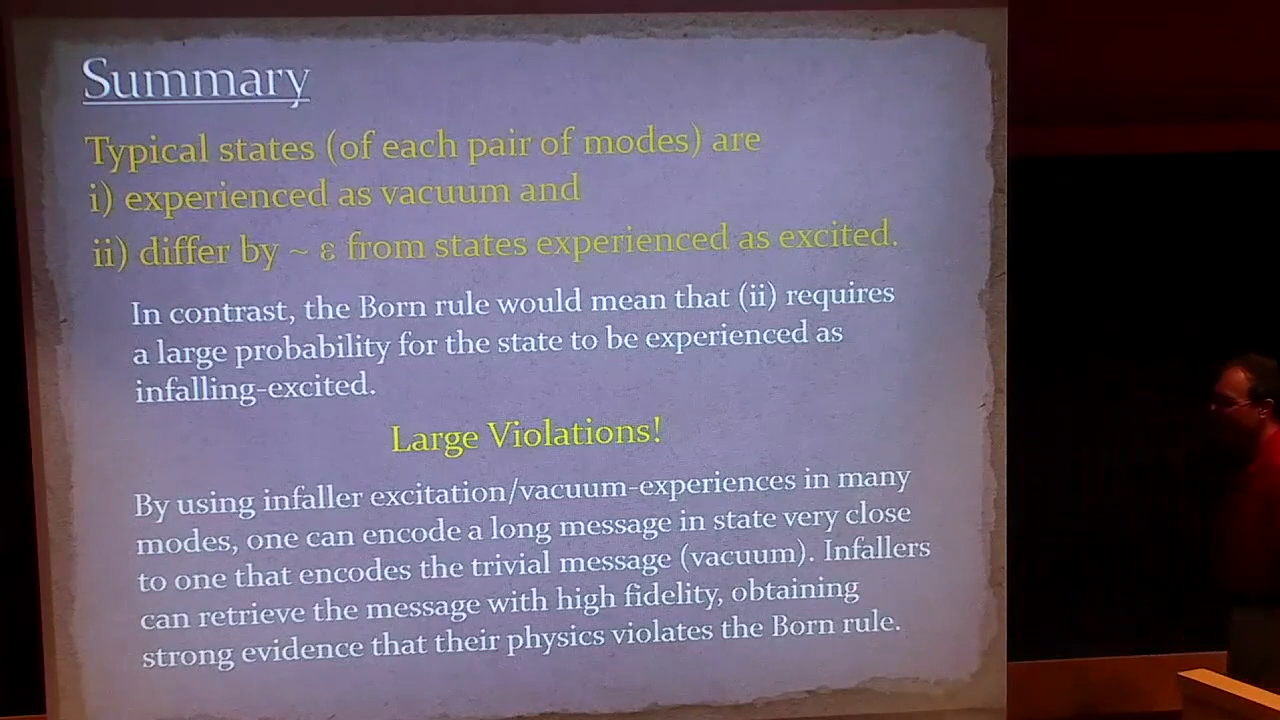 Summary
Typical states (of each pair of modes) are
i) experienced as vacuum and
ii) differ by ~ ε from states experienced as excited.
In contrast, the Born rule would mean that (ii) requires
a large probability for the state to be experienced as
infalling-excited.
Large Violations!
By using infaller excitation/vacuum-experiences in many
modes, one can encode a long message in state very close
to one that encodes the trivial message (vacuum). Infallers
can retrieve the message with high fidelity, obtaining
strong evidence that their physics violates the Born rule.